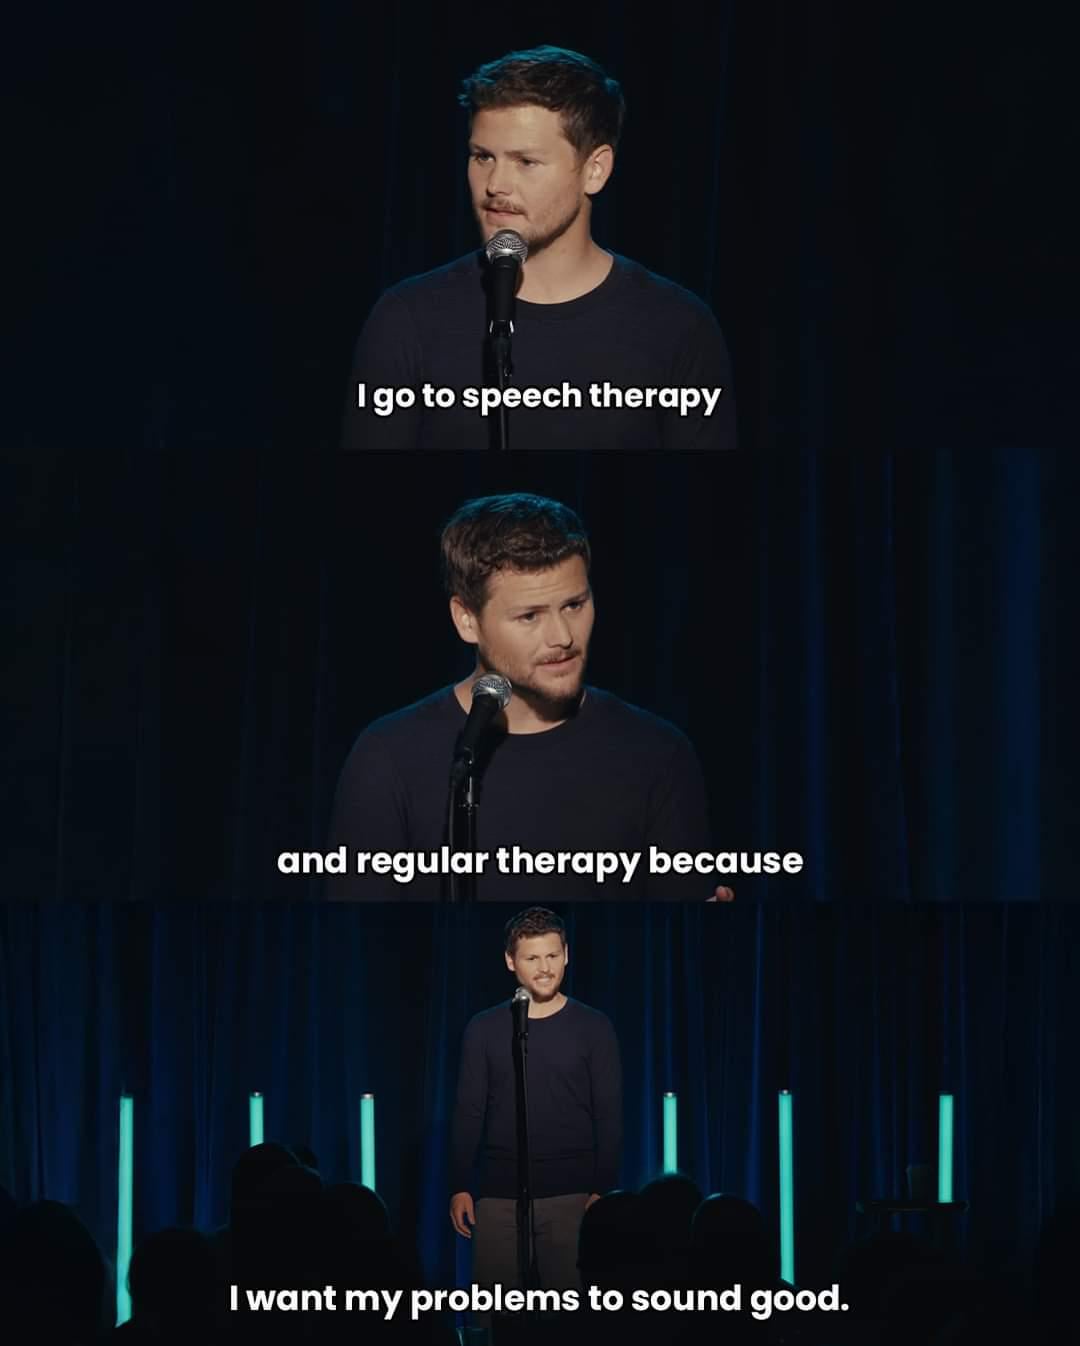 I go to speech therapy
and regular therapy because
I want my problems to sound good.